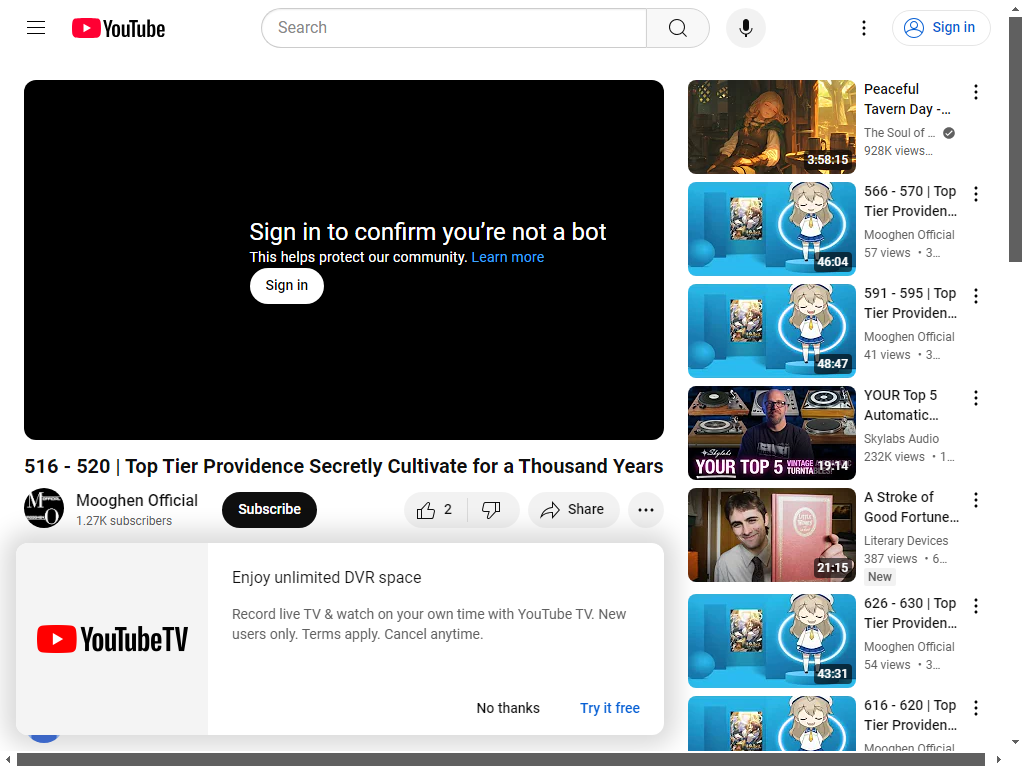 YouTube
Search
Sign in
Sign in to confirm you’re not a bot
This helps protect our community. Learn more
Sign in
516 - 520 | Top Tier Providence Secretly Cultivate for a Thousand Years
Mooghen Official
1.27K subscribers
Subscribe
2
Share
YouTubeTV
Enjoy unlimited DVR space
Record live TV & watch on your own time with YouTube TV. New
users only. Terms apply. Cancel anytime.
No thanks
Try it free
3:58:15
Peaceful
Tavern Day -...
The Soul of ...
928K views...
46:04
566 - 570 | Top
Tier Providen...
Mooghen Official
57 views • 3...
48:47
591 - 595 | Top
Tier Providen...
Mooghen Official
41 views • 3...
Skylabs
YOUR TOP 5 VINTAGE
19:14
YOUR Top 5
Automatic...
Skylabs Audio
232K views • 1...
21:15
A Stroke of
Good Fortune...
Literary Devices
387 views • 6...
New
43:31
626 - 630 | Top
Tier Providen...
Mooghen Official
54 views • 3...
616 - 620 | Top
Tier Providen...
Mooghen Official